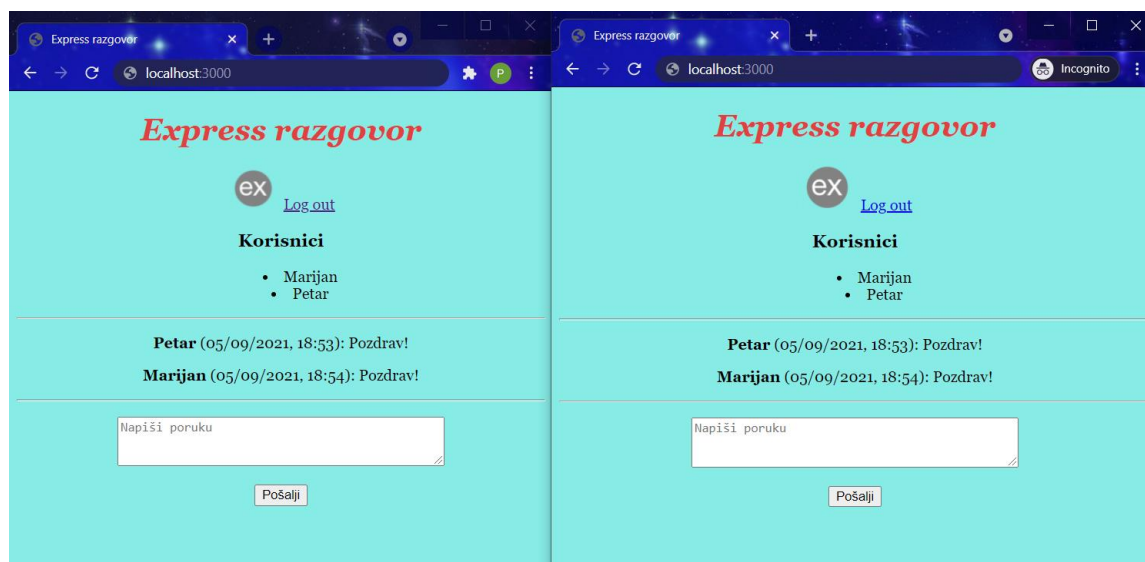 Express razgovor
localhost:3000
P
Express razgovor
ex
Log out
Korisnici
Marijan
Petar
Petar (05/09/2021, 18:53): Pozdrav!
Marijan (05/09/2021, 18:54): Pozdrav!
Napiši poruku
Pošalji
Express razgovor
localhost:3000
Incognito
Express razgovor
ex
Log out
Korisnici
Marijan
Petar
Petar (05/09/2021, 18:53): Pozdrav!
Marijan (05/09/2021, 18:54): Pozdrav!
Napiši poruku
Pošalji